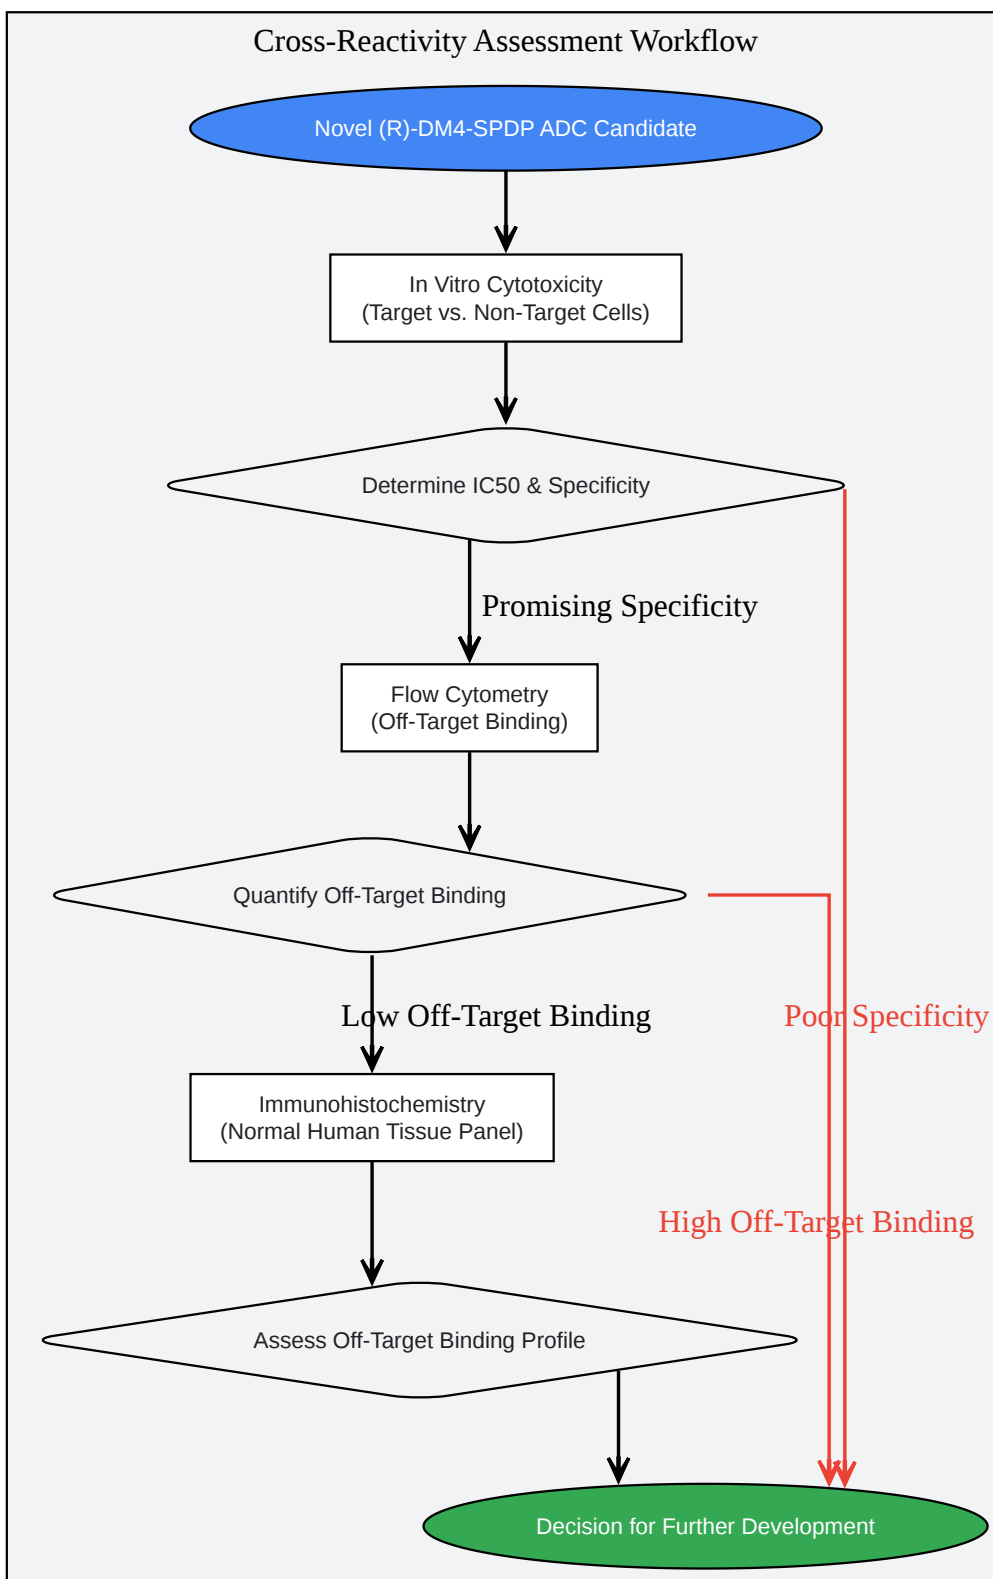 Cross-Reactivity Assessment Workflow
Novel (R)-DM4-SPDP ADC Candidate
In Vitro Cytotoxicity
(Target vs. Non-Target Cells)
Determine IC50 & Specificity
Promising Specificity
Flow Cytometry
(Off-Target Binding)
Quantify Off-Target Binding
Low Off-Target Binding
Poor Specificity
Immunohistochemistry
(Normal Human Tissue Panel)
High Off-Target Binding
Assess Off-Target Binding Profile
Decision for Further Development